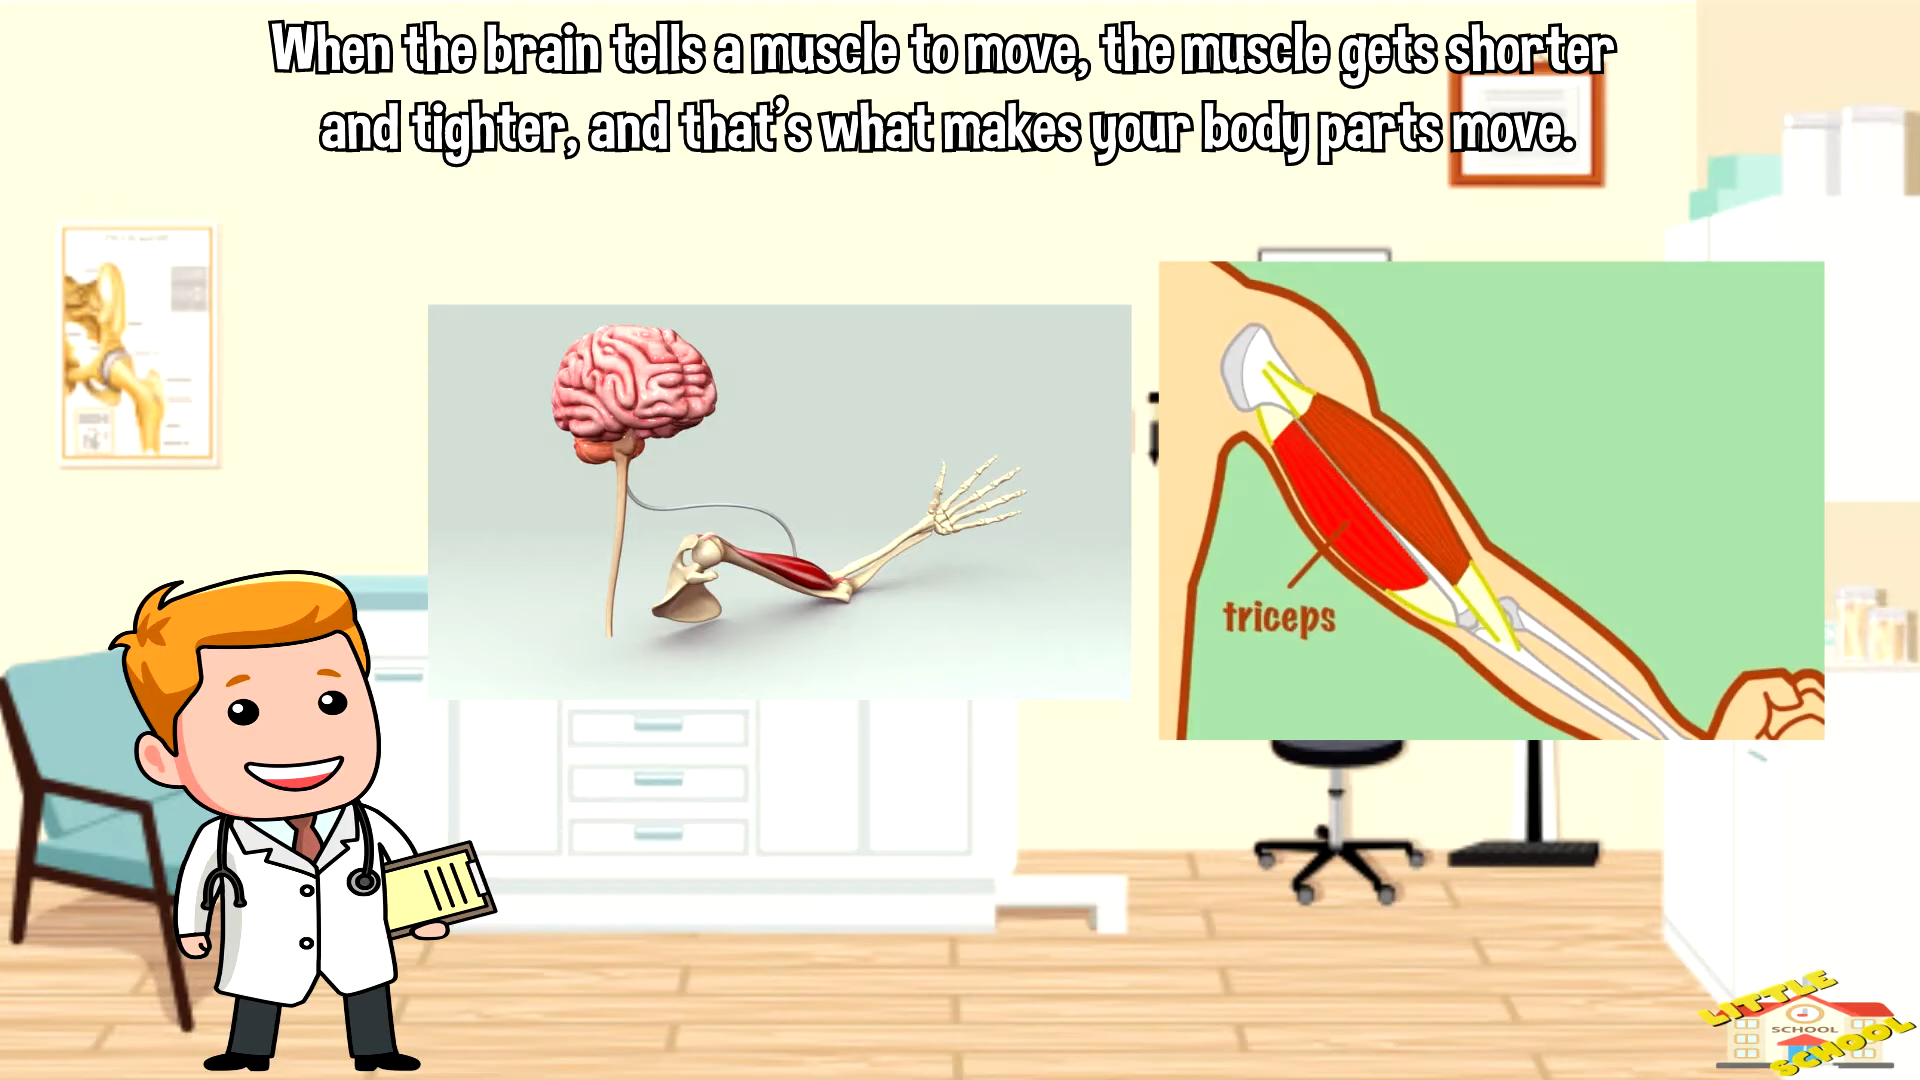 When the brain tells a muscle to move, the muscle gets shorter
and tighter, and that's what makes your body parts move.
triceps
LITTLE
SCHOOL
SCHOOL